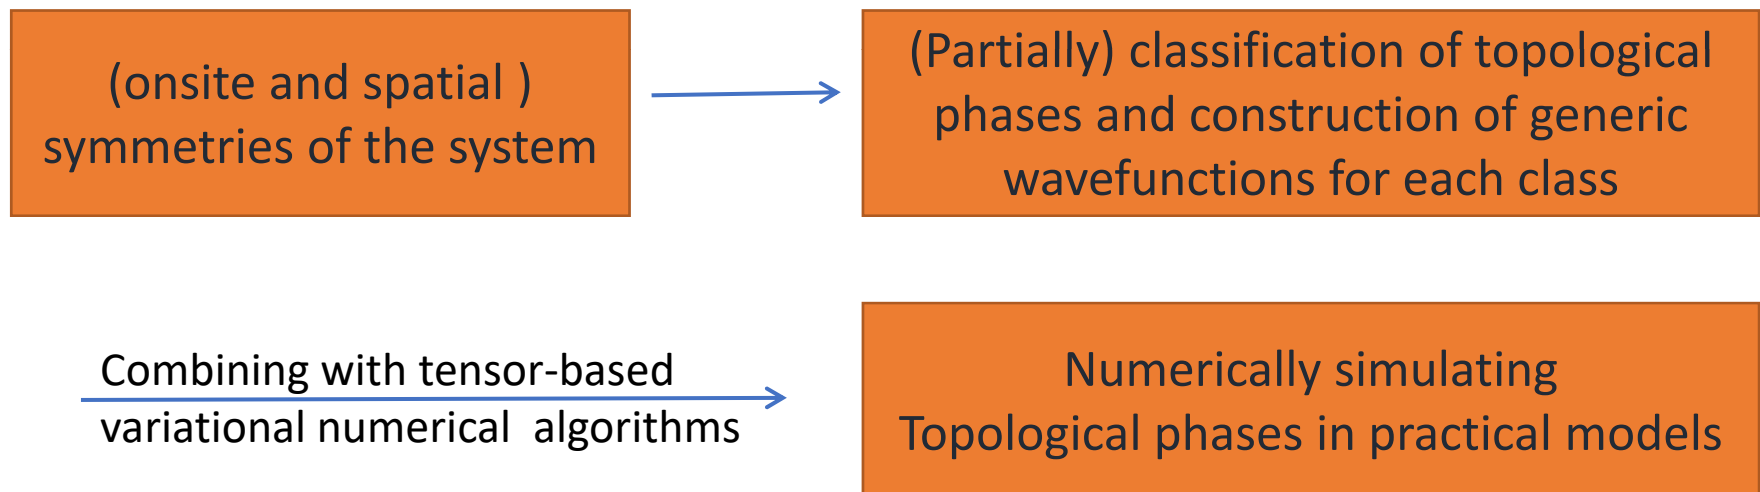 (onsite and spatial )
symmetries of the system
(Partially) classification of topological
phases and construction of generic
wavefunctions for each class
Combining with tensor-based
variational numerical  algorithms
Numerically simulating
Topological phases in practical models